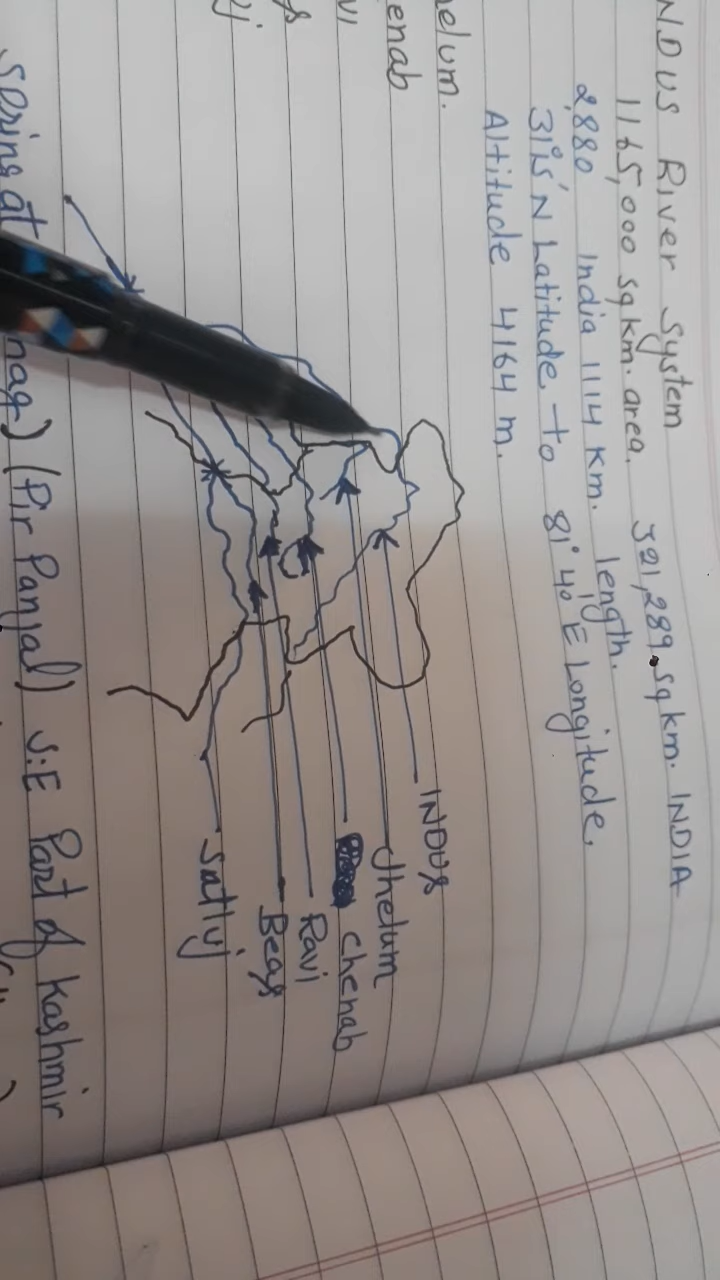 NDUS River System
1165,000 sq km. area. 321,289 sq km. INDIA
2880 India 1114 km. length.
31°15' N Latitude to 81°40' E Longitude.
Altitude 4164 m.
elum.
enab
VI
INDUS
Jhelum
Chenab
Ravi
Beas
Satluj
nag) (Pir Panjal) S.E Part of Kashmir